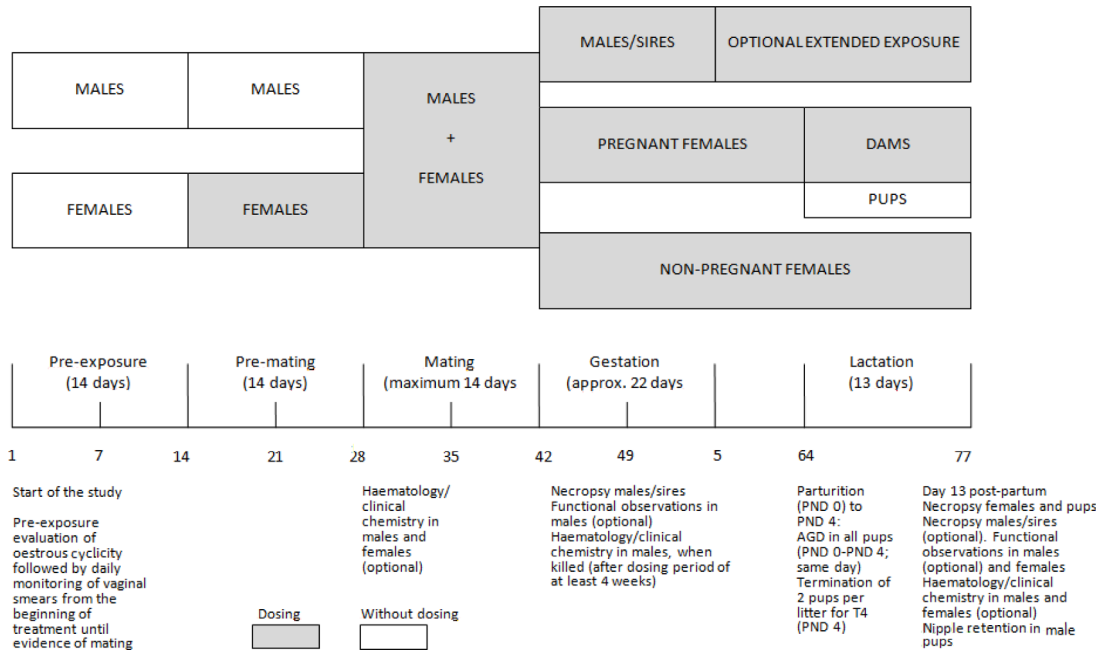 MALES/SIRES
OPTIONAL EXTENDED EXPOSURE
MALES
MALES
MALES
+
FEMALES
PREGNANT FEMALES
DAMS
PUPS
FEMALES
FEMALES
NON-PREGNANT FEMALES
Pre-exposure
(14 days)
Pre-mating
(14 days)
Mating
(maximum 14 days
Gestation
(approx. 22 days
Lactation
(13 days)
1
7
14
21
28
35
42
49
5
64
77
Start of the study
Pre-exposure
evaluation of
oestrous cyclicity
followed by daily
monitoring of vaginal
smears from the
beginning of
treatment until
evidence of mating
Haematology/
clinical
chemistry in
males and
females
(optional)
Necropsy males/sires
Functional observations in
males (optional)
Haematology/clinical
chemistry in males, when
killed (after dosing period of
at least 4 weeks)
Parturition
(PND 0) to
PND 4:
AGD in all pups
(PND 0-PND 4;
same day)
Termination of
2 pups per
litter for T4
(PND 4)
Day 13 post-partum
Necropsy females and pups
Necropsy males/sires
(optional). Functional
observations in males
(optional) and females
Haematology/clinical
chemistry in males and
females (optional)
Nipple retention in male
pups
Dosing
Without dosing